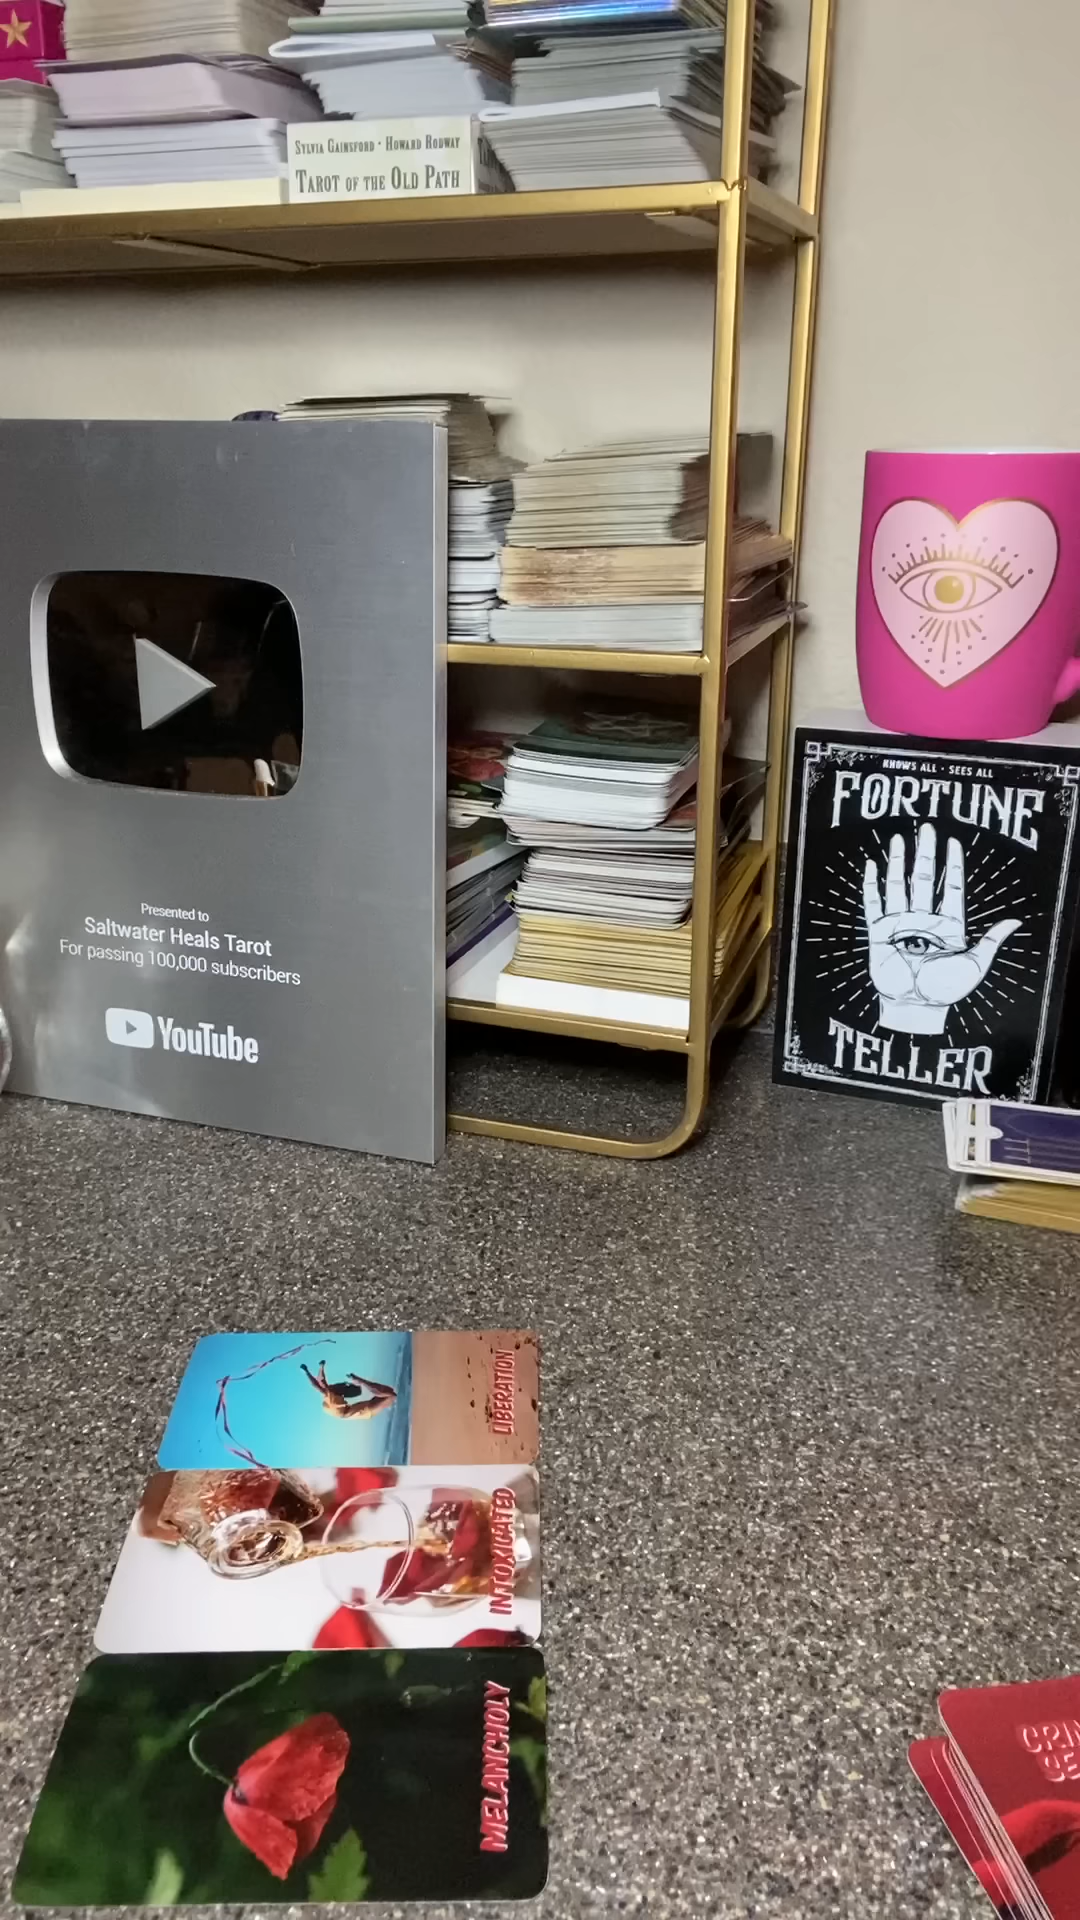 SYLVIA GAINSFORD · HOWARD RODWAY
TAROT OF THE OLD PATH
Presented to
Saltwater Heals Tarot
For passing 100,000 subscribers
YouTube
KNOWS ALL · SEES ALL
FORTUNE
TELLER
LIBERATION
INTOXICATED
MELANCHOLY